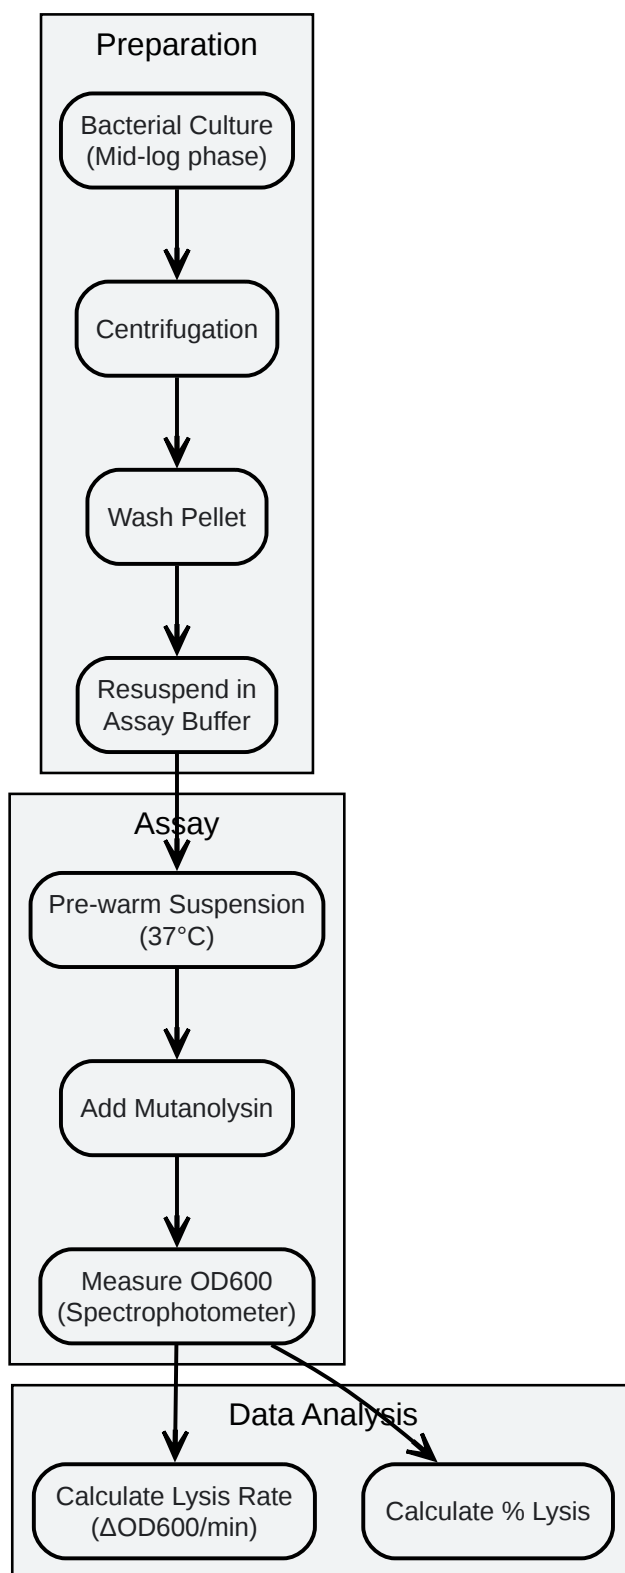 Preparation
Bacterial Culture
(Mid-log phase)
Centrifugation
Wash Pellet
Resuspend in
Assay Buffer
Assay
Pre-warm Suspension
(37°C)
Add Mutanolysin
Measure OD600
(Spectrophotometer)
Data Analysis
Calculate Lysis Rate
(ΔOD600/min)
Calculate % Lysis